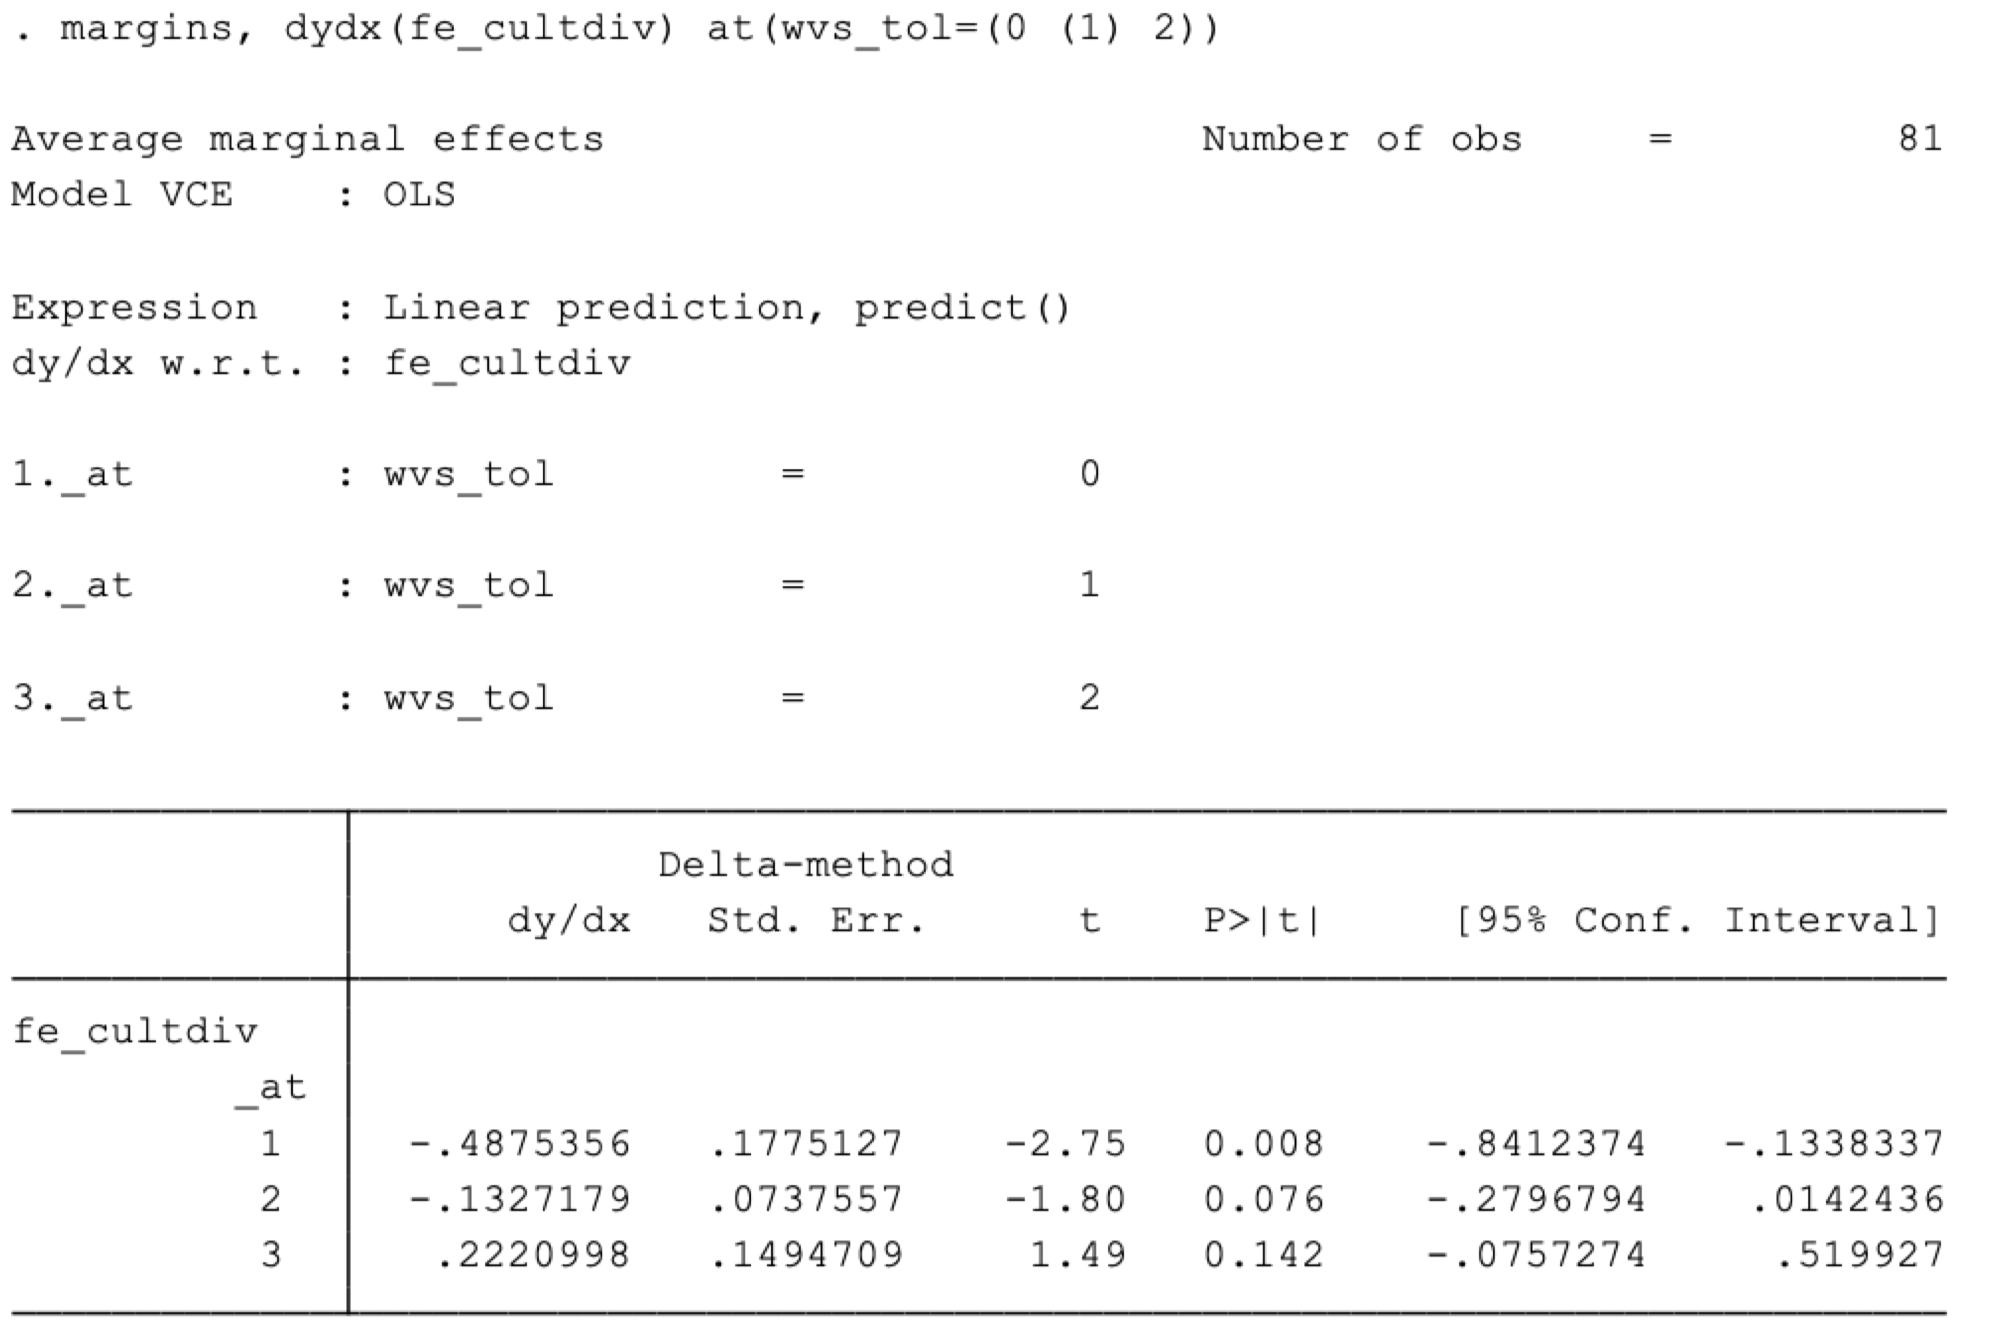 . margins, dydx(fe_cultdiv) at(wvs_tol=(0 (1) 2))
Average marginal effects Number of obs = 81
Model VCE : OLS
Expression : Linear prediction, predict()
dy/dx w.r.t. : fe_cultdiv
1._at : wvs_tol = 0
2._at : wvs_tol = 1
3._at : wvs_tol = 2
Delta-method
dy/dx Std. Err. t P>|t| [95% Conf. Interval]
fe_cultdiv
_at
1 -.4875356 .1775127 -2.75 0.008 -.8412374 -.1338337
2 -.1327179 .0737557 -1.80 0.076 -.2796794 .0142436
3 .2220998 .1494709 1.49 0.142 -.0757274 .519927